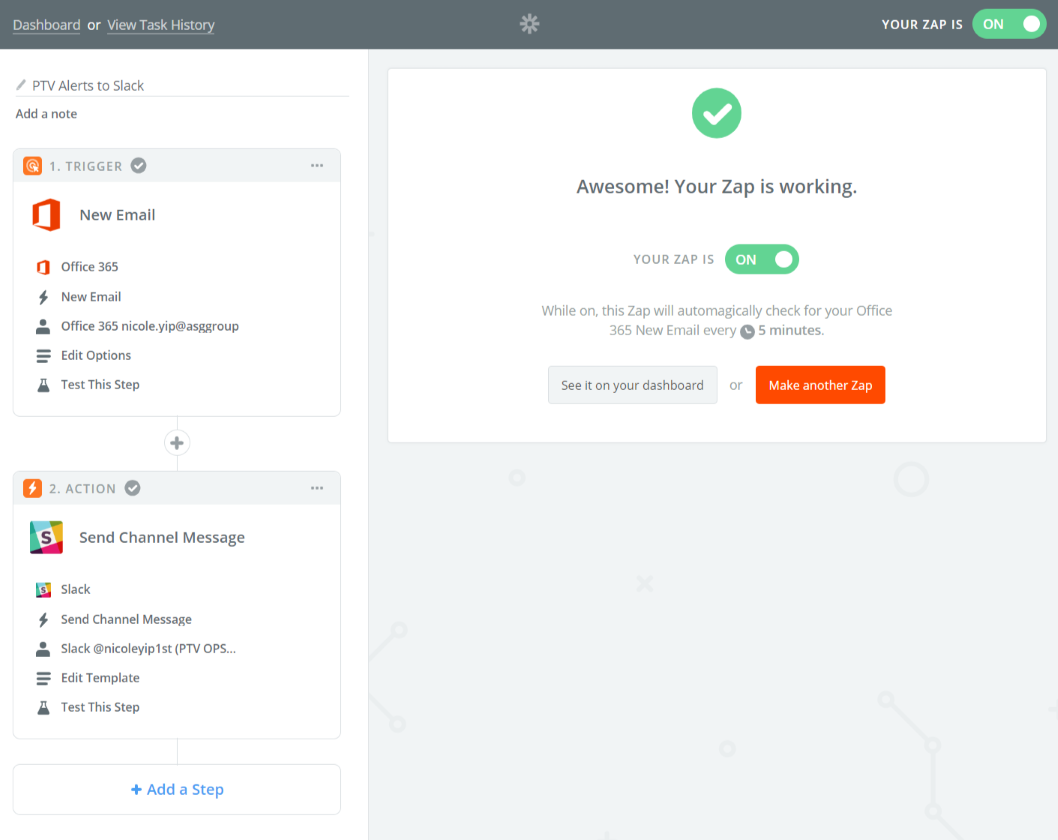 Dashboard or View Task History
YOUR ZAP IS ON
PTV Alerts to Slack
Add a note
1. TRIGGER
New Email
Office 365
New Email
Office 365 nicole.yip@asggroup
Edit Options
Test This Step
2. ACTION
S
Send Channel Message
Slack
Send Channel Message
Slack @nicoleyip1st (PTV OPS...
Edit Template
Test This Step
Add a Step
Awesome! Your Zap is working.
YOUR ZAP IS ON
While on, this Zap will automagically check for your Office
365 New Email every 5 minutes.
See it on your dashboard or Make another Zap